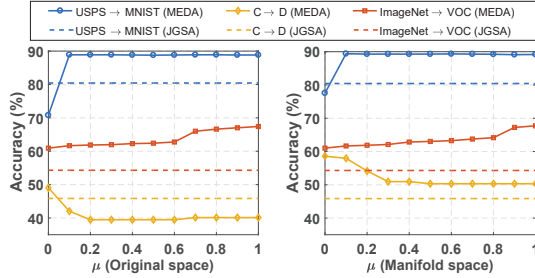 USPS → MNIST (MEDA) C → D (MEDA) ImageNet → VOC (MEDA)
USPS → MNIST (JGSA) C → D (JGSA) ImageNet → VOC (JGSA)
90 90
80 80
70 70
60 60
50 50
40 40
Accuracy (%) Accuracy (%)
0 0.2 0.4 0.6 0.8 1 0 0.2 0.4 0.6 0.8 1
μ (Original space) μ (Manifold space)